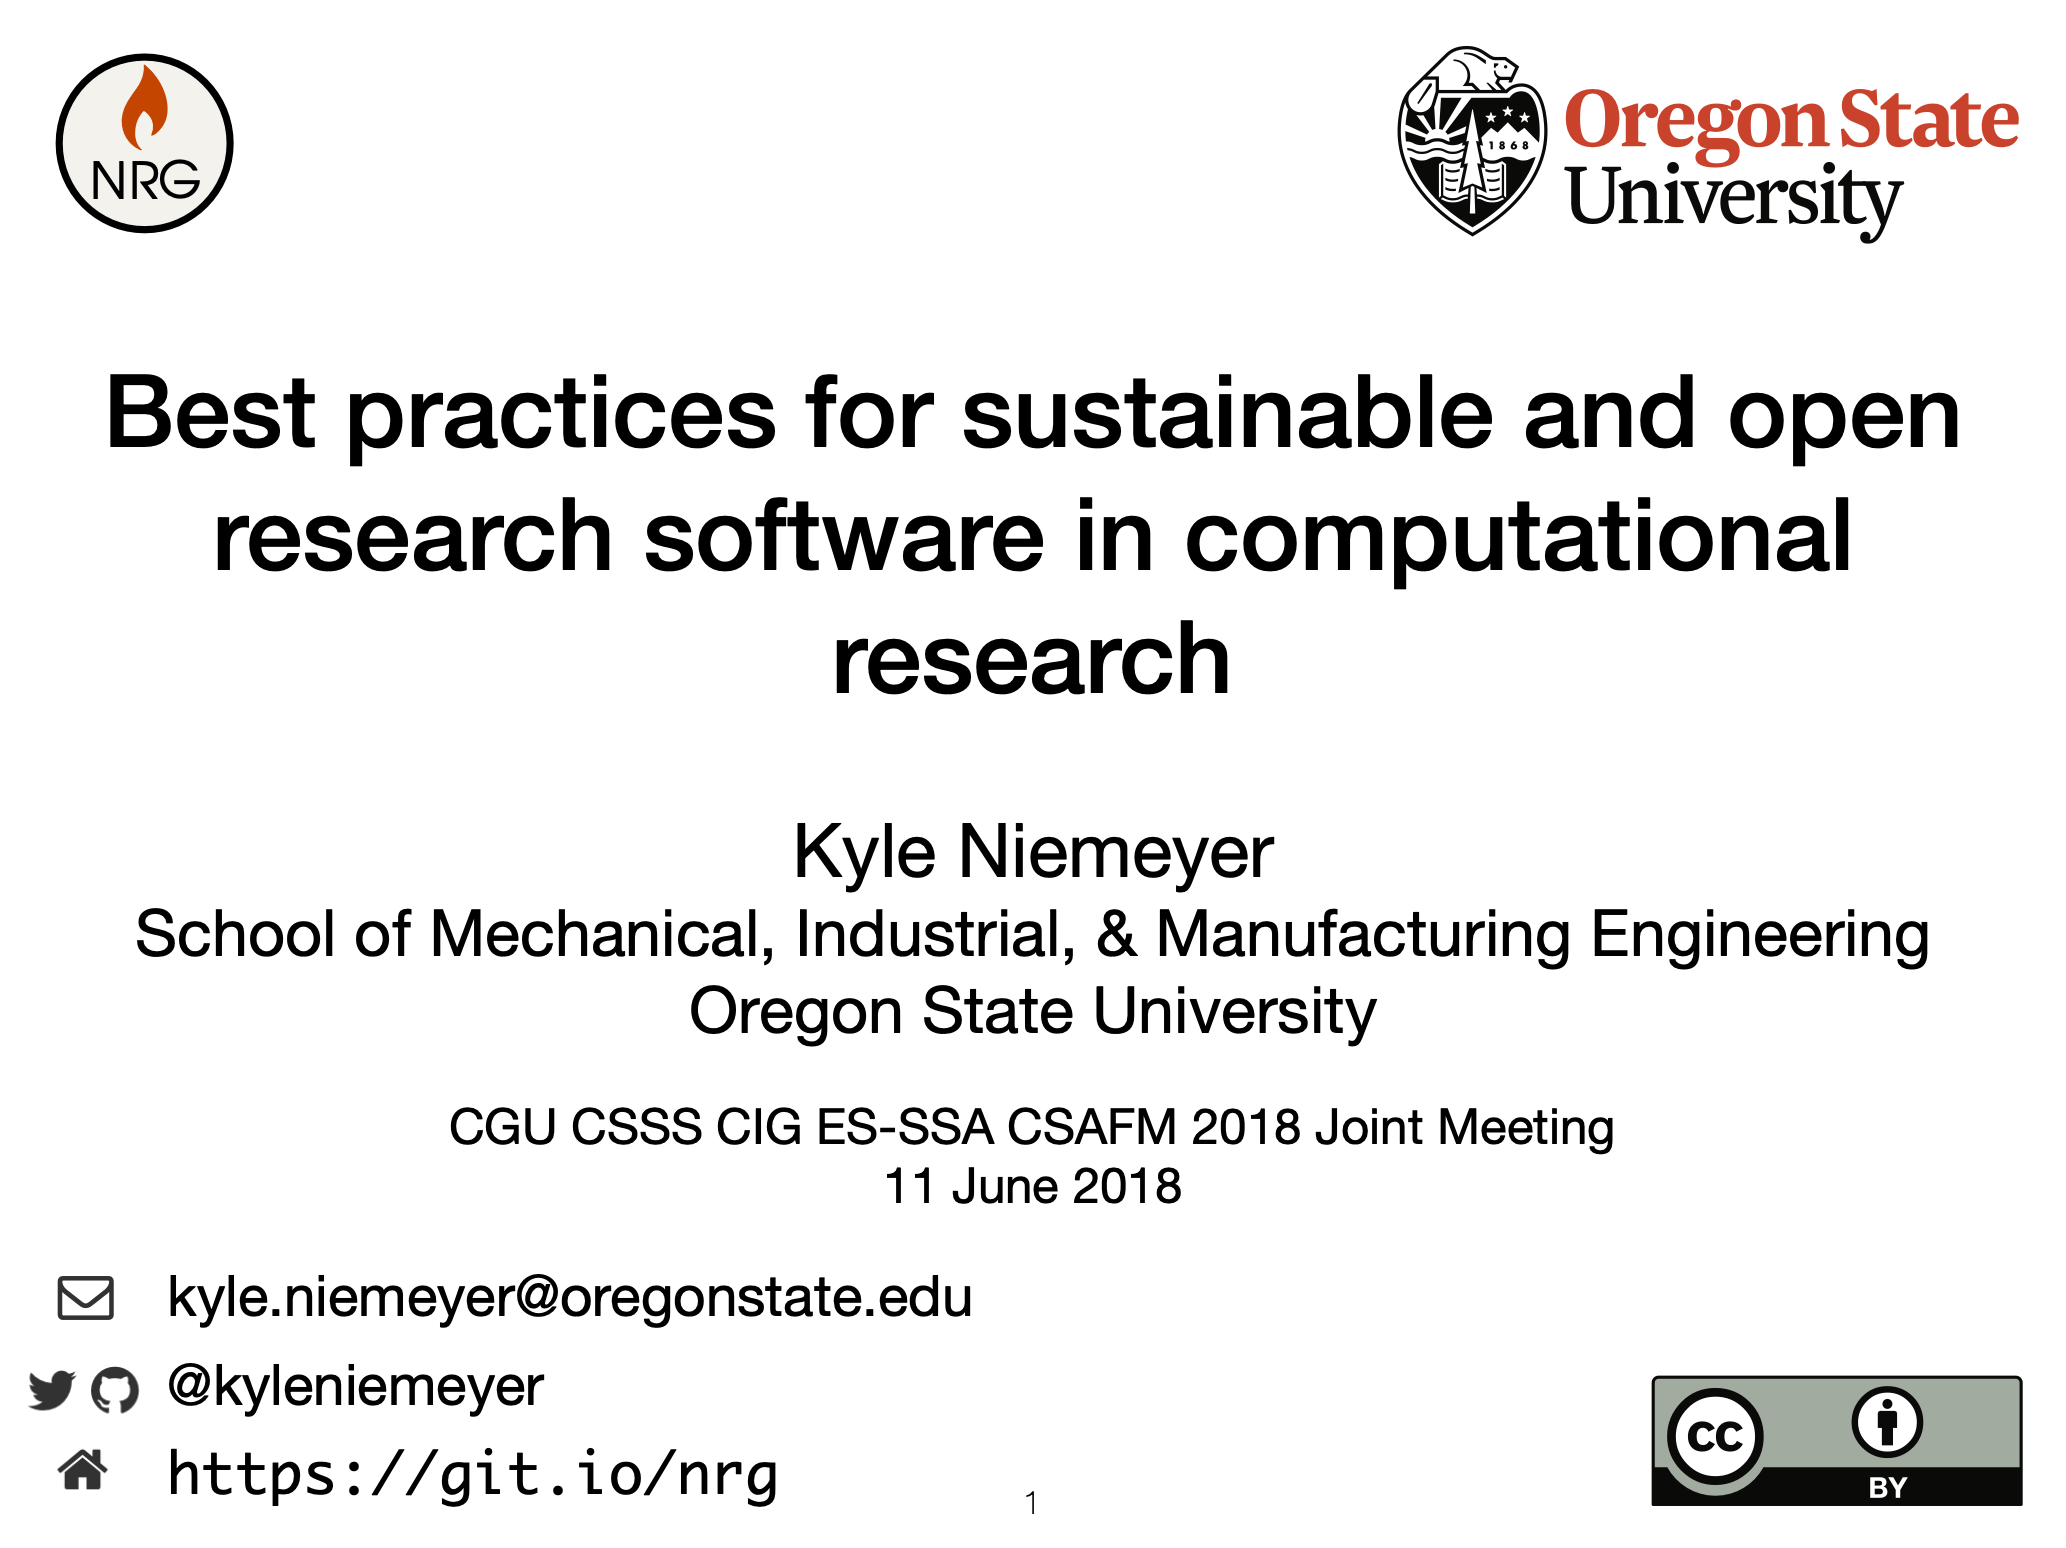 NRG
1868
Oregon State
University
Best practices for sustainable and open
research software in computational
research
Kyle Niemeyer
School of Mechanical, Industrial, & Manufacturing Engineering
Oregon State University
CGU CSSS CIG ES-SSA CSAFM 2018 Joint Meeting
11 June 2018
kyle.niemeyer@oregonstate.edu
@kyleniemeyer
https://git.io/nrg
1
cc
BY